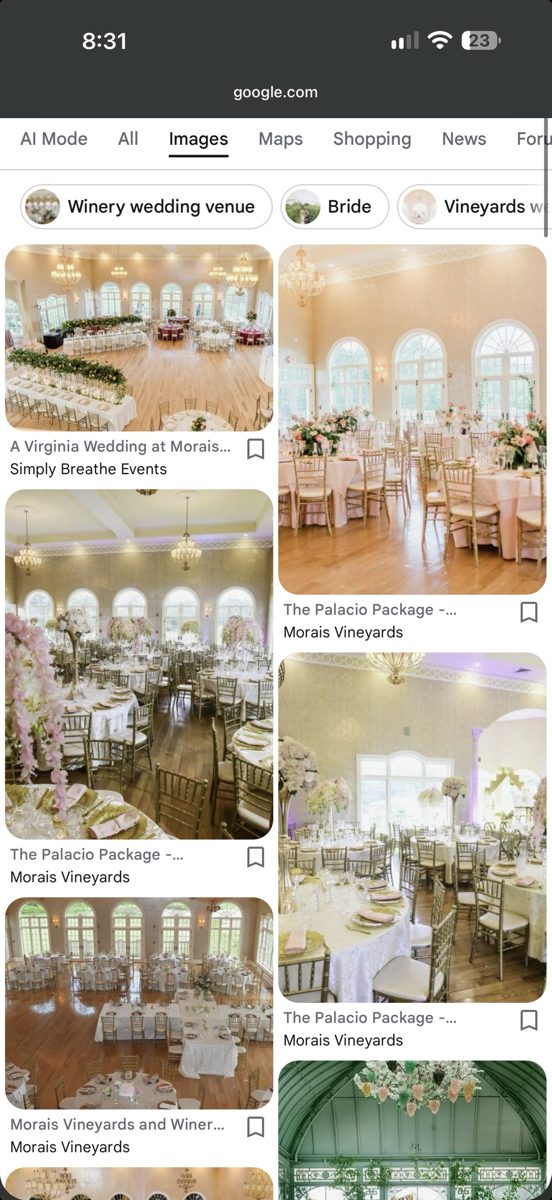 8:31
23
google.com
AI Mode All Images Maps Shopping News
Winery wedding venue Bride Vineyards
A Virginia Wedding at Morais...
Simply Breathe Events
The Palacio Package -...
Morais Vineyards
The Palacio Package -...
Morais Vineyards
The Palacio Package -...
Morais Vineyards
Morais Vineyards and Winer...
Morais Vineyards